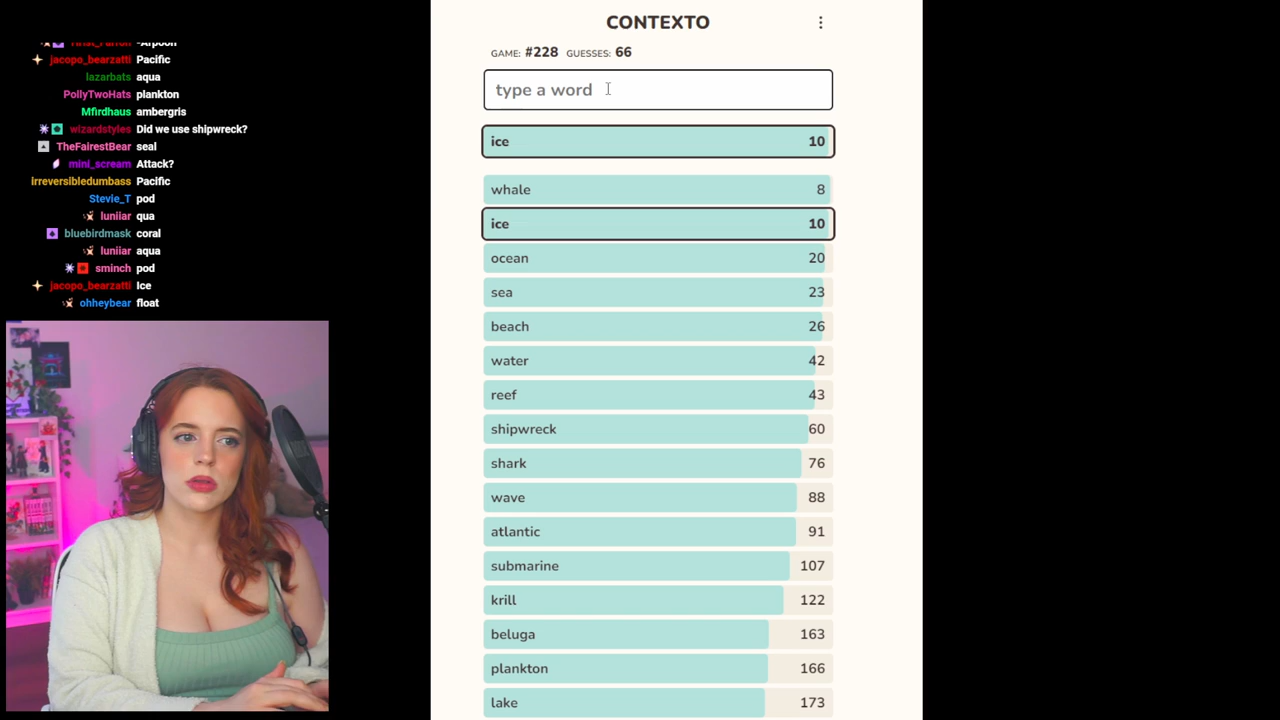 CONTEXTO
GAME: #228 GUESSES: 66
type a word
ice 10
whale 8
ice 10
ocean 20
sea 23
beach 26
water 42
reef 43
shipwreck 60
shark 76
wave 88
atlantic 91
submarine 107
krill 122
beluga 163
plankton 166
lake 173
jacopo_bearzatti Pacific
lazarbats aqua
PollyTwoHats plankton
Mfirdhaus ambergris
wizardstyles Did we use shipwreck?
TheFairestBear seal
mini_scream Attack?
irreversibledumbass Pacific
Stevie_T pod
luniiar qua
bluebirdmask coral
luniiar aqua
sminch pod
jacopo_bearzatti Ice
ohheybear float